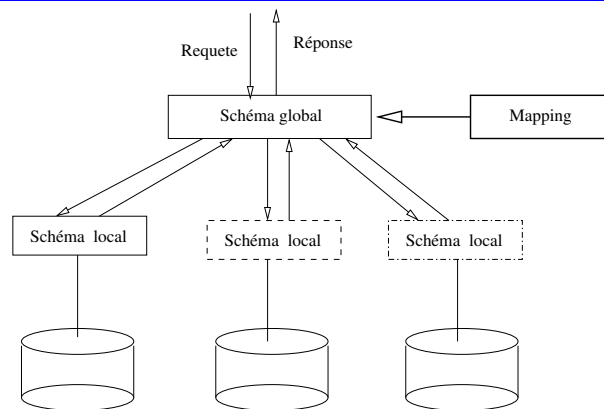 Requete
Réponse
Schéma global
Mapping
Schéma local
Schéma local
Schéma local